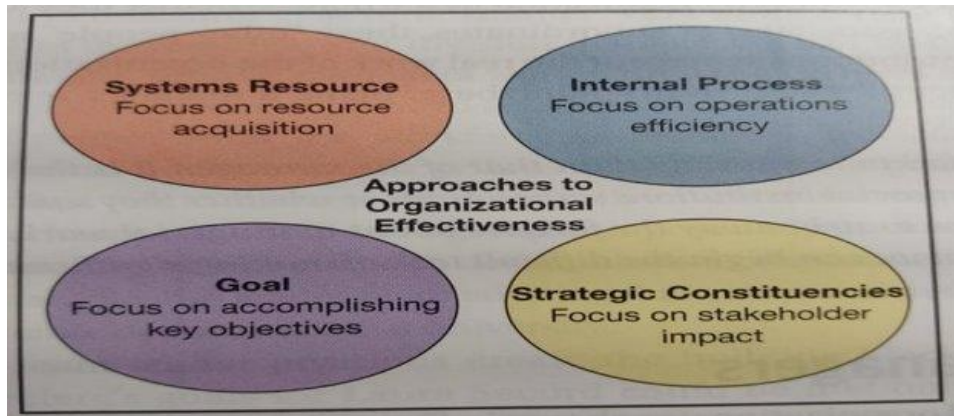 Systems Resource
Focus on resource
acquisition
Internal Process
Focus on operations
efficiency
Approaches to
Organizational
Effectiveness
Goal
Focus on accomplishing
key objectives
Strategic Constituencies
Focus on stakeholder
impact